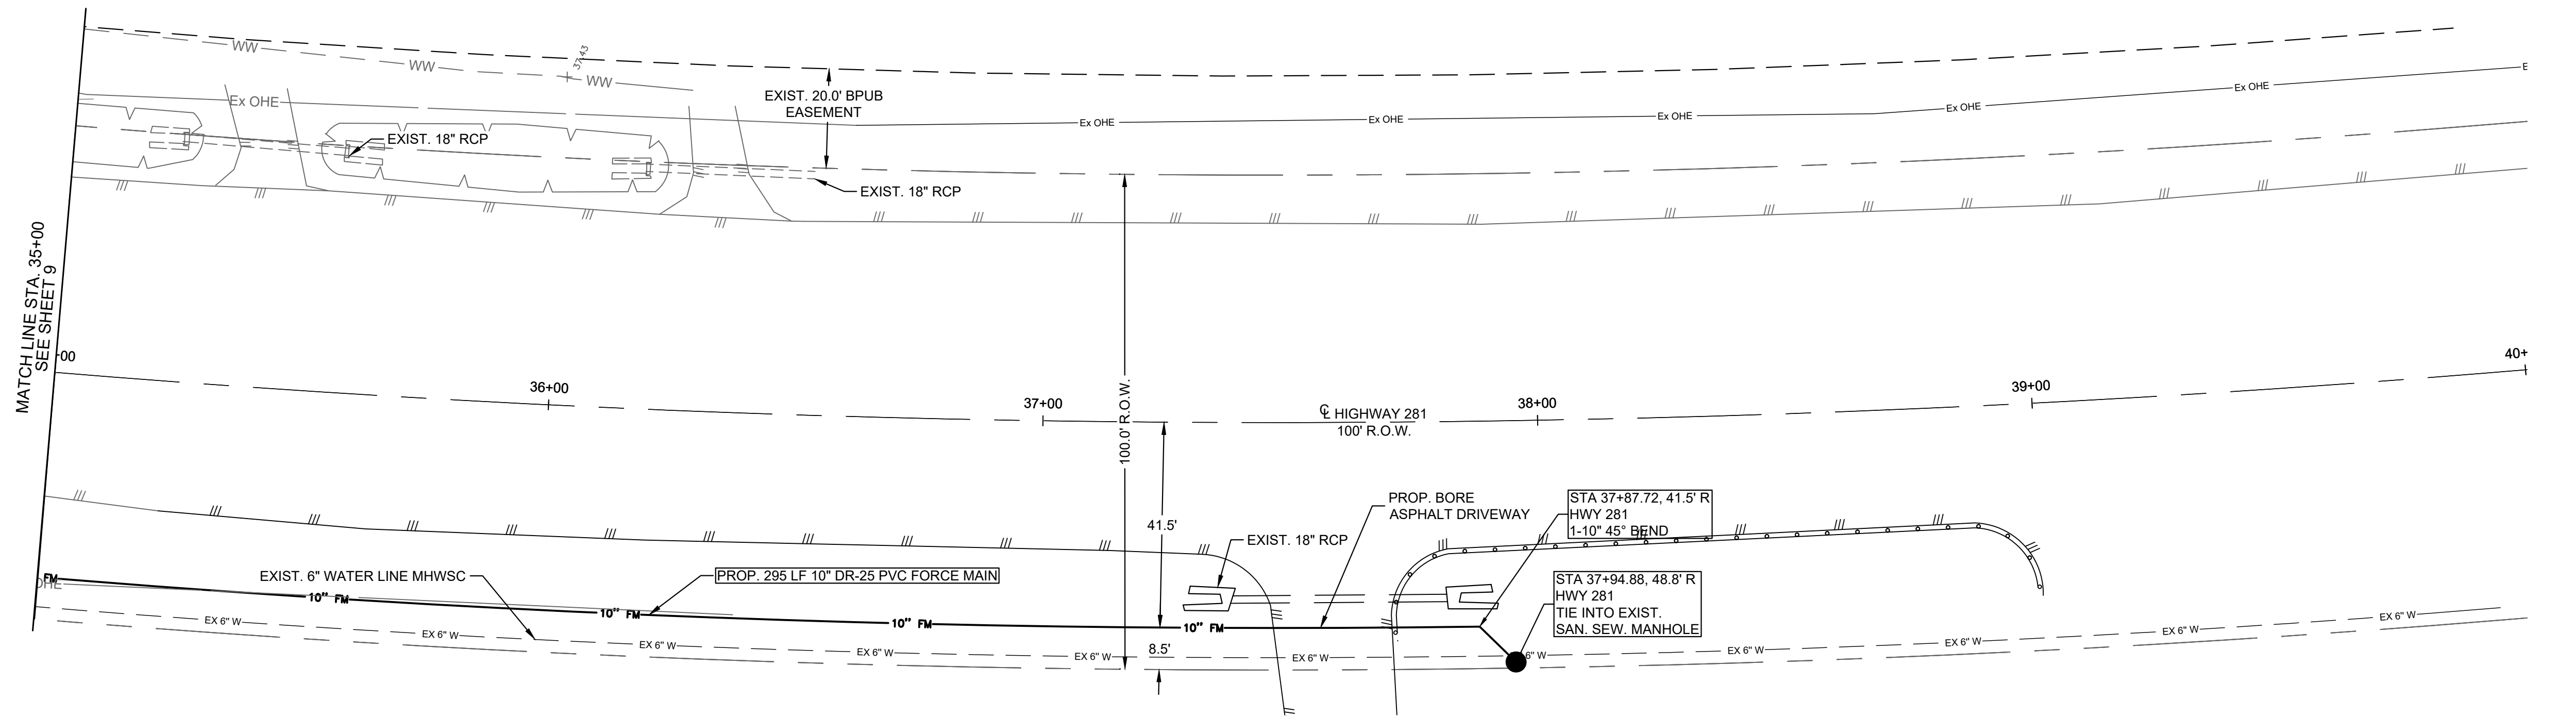 WW
WW
37+43
WW
EXIST. 20.0' BPUB
EASEMENT
Ex OHE
Ex OHE
Ex OHE
Ex OHE
Ex OHE
Ex OHE
E
EXIST. 18" RCP
EXIST. 18" RCP
MATCH LINE STA. 35+00
SEE SHEET 9
+00
36+00
37+00
38+00
39+00
40+
100.0' R.O.W.
℄ HIGHWAY 281
100' R.O.W.
41.5'
PROP. BORE
ASPHALT DRIVEWAY
STA 37+87.72, 41.5' R
HWY 281
1-10" 45° BEND
EXIST. 18" RCP
EXIST. 6" WATER LINE MHWSC
PROP. 295 LF 10" DR-25 PVC FORCE MAIN
STA 37+94.88, 48.8' R
HWY 281
TIE INTO EXIST.
SAN. SEW. MANHOLE
FM
OHE
10" FM
10" FM
10" FM
10" FM
8.5'
EX 6" W
EX 6" W
EX 6" W
EX 6" W
EX 6" W
EX 6" W
6" W
EX 6" W
EX 6" W
EX 6" W
EX 6" W